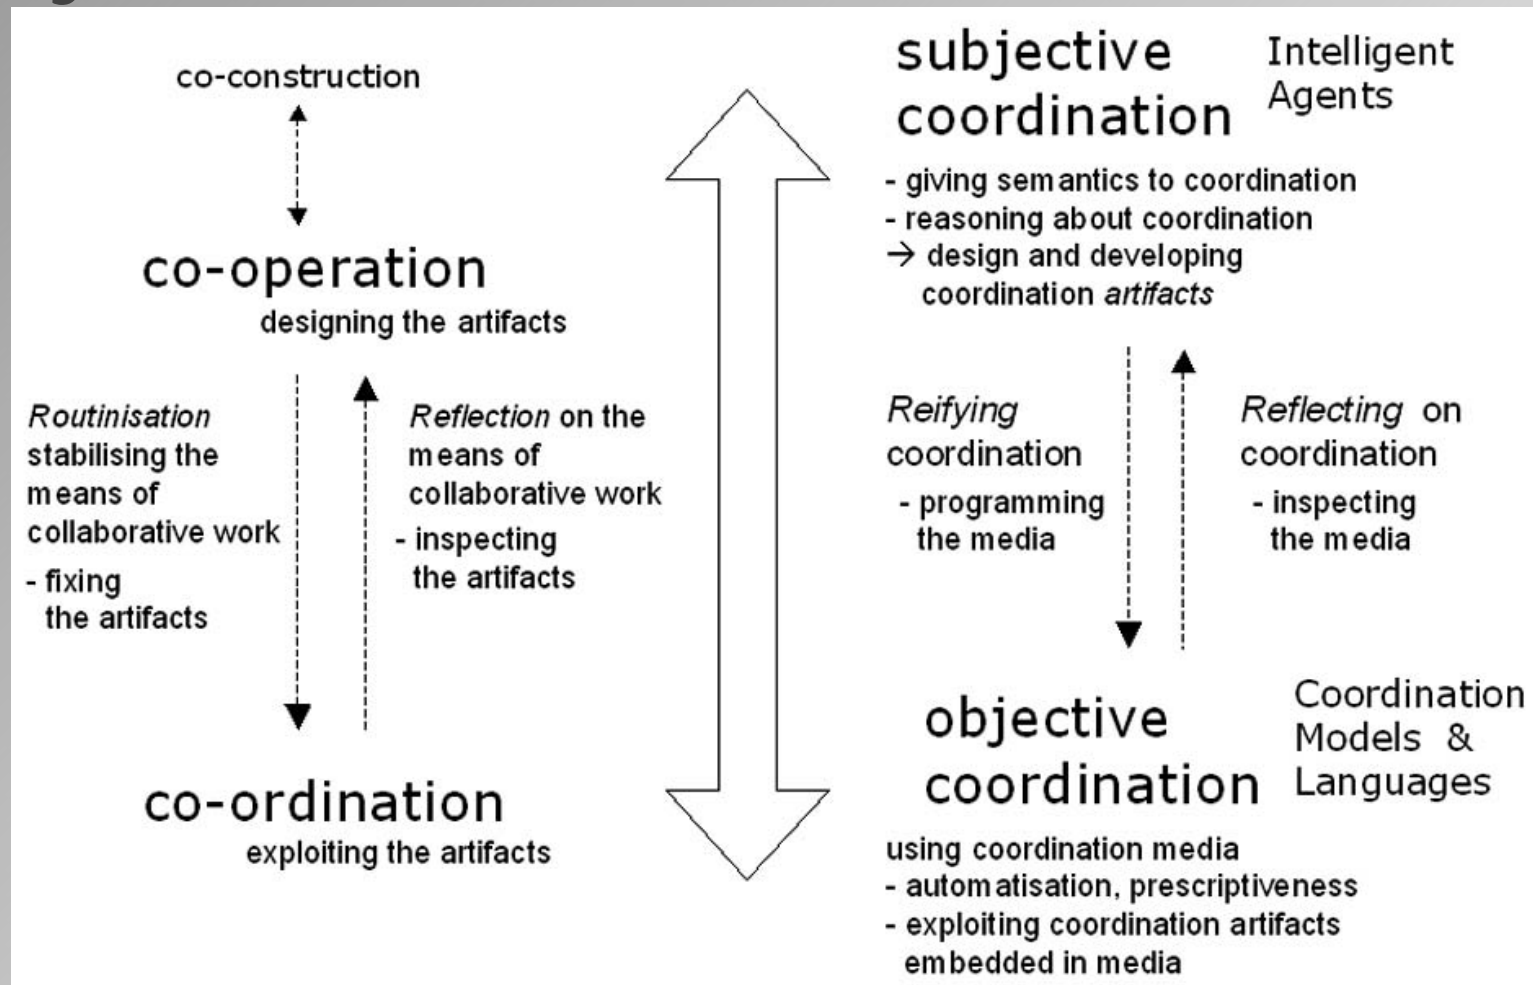 co-construction
co-operation
designing the artifacts
Routinisation
stabilising the
means of
collaborative work
- fixing
the artifacts
Reflection on the
means of
collaborative work
- inspecting
the artifacts
co-ordination
exploiting the artifacts
subjective
coordination
Intelligent
Agents
- giving semantics to coordination
- reasoning about coordination
→ design and developing
coordination artifacts
Reifying
coordination
- programming
the media
Reflecting on
coordination
- inspecting
the media
objective
coordination
Coordination
Models &
Languages
using coordination media
- automatisation, prescriptiveness
- exploiting coordination artifacts
embedded in media